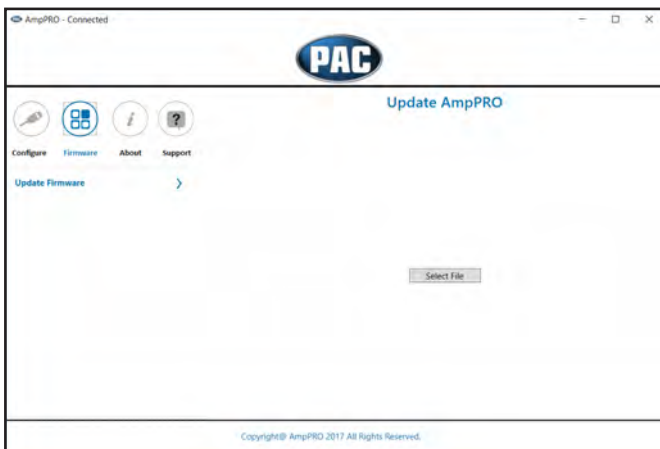 AmpPRO - Connected
PAC
Update AmpPRO
Configure Firmware About Support
Update Firmware
Select File
Copyright@ AmpPRO 2017 All Rights Reserved.